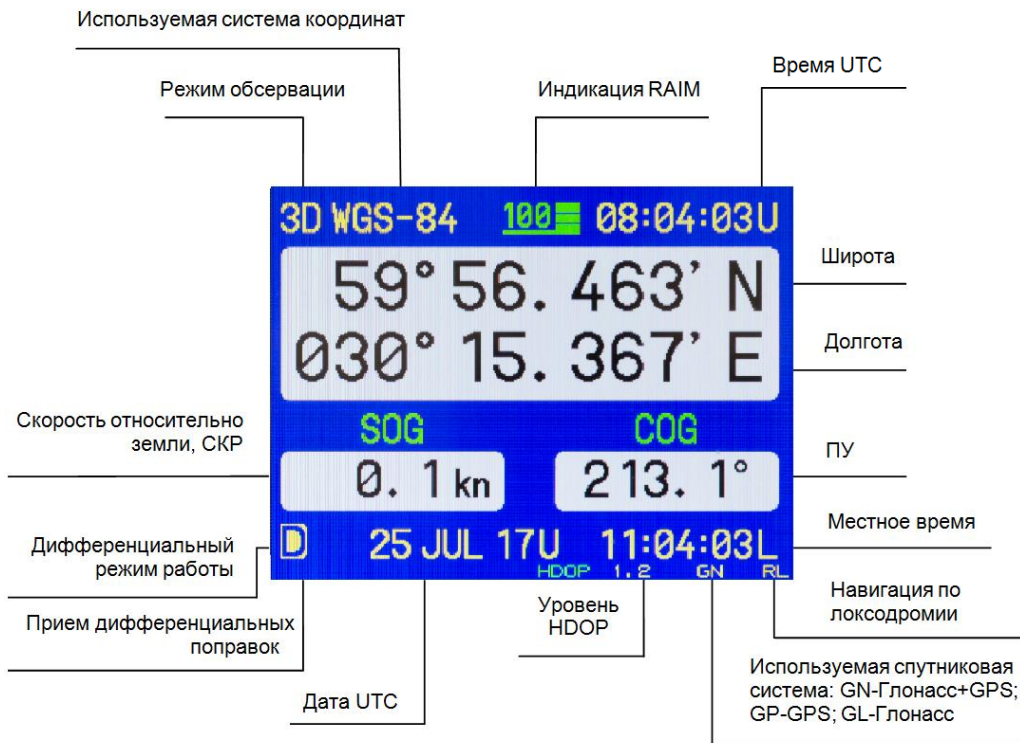 Используемая система координат
Время UTC
Режим обсервации
Индикация RAIM
3D WGS-84 100 08:04:03U
59° 56. 463' N
Широта
030° 15. 367' E
Долгота
Скорость относительно
земли, СКР
SOG COG
0. 1 kn 213. 1°
ПУ
Местное время
D 25 JUL 17U 11:04:03L
HDOP 1.2 GN RL
Дифференциальный
режим работы
Навигация по
локсодромии
Уровень
HDOP
Прием дифференциальных
поправок
Используемая спутниковая
система: GN-Глонасс+GPS;
GP-GPS; GL-Глонасс
Дата UTC